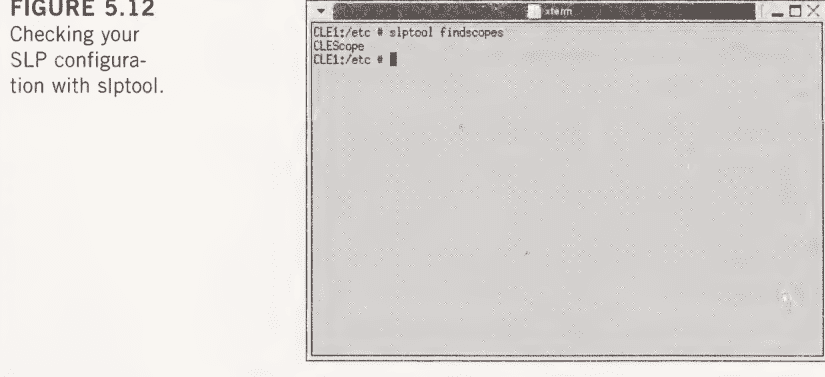 FIGURE 5.12
Checking your
SLP configura-
tion with slptool.
xterm
CLE1:/etc # slptool findscopes
CLEScope
CLE1:/etc #